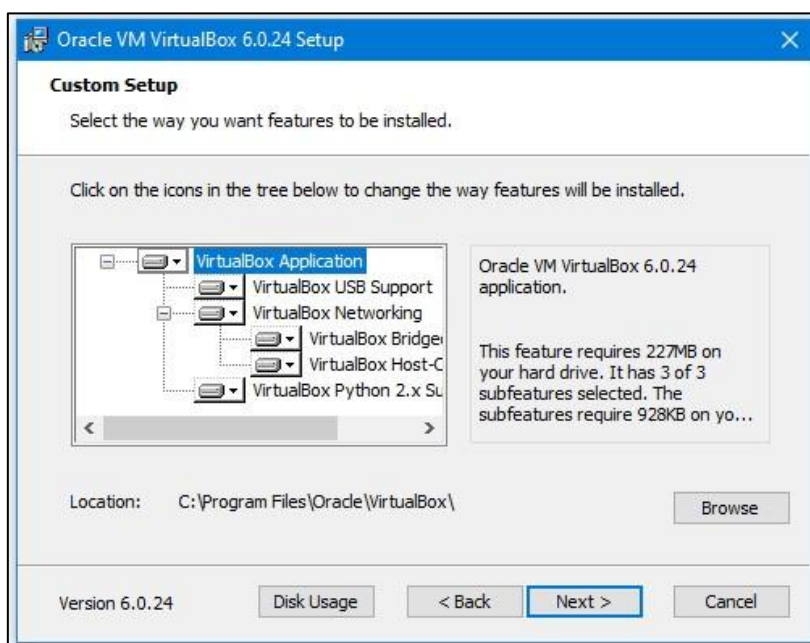 Oracle VM VirtualBox 6.0.24 Setup
Custom Setup
Select the way you want features to be installed.
Click on the icons in the tree below to change the way features will be installed.
VirtualBox Application
VirtualBox USB Support
VirtualBox Networking
VirtualBox Bridge
VirtualBox Host-C
VirtualBox Python 2.x Su
Oracle VM VirtualBox 6.0.24
application.
This feature requires 227MB on
your hard drive. It has 3 of 3
subfeatures selected. The
subfeatures require 928KB on yo...
Location: C:\Program Files\Oracle\VirtualBox\
Browse
Version 6.0.24 Disk Usage < Back Next > Cancel